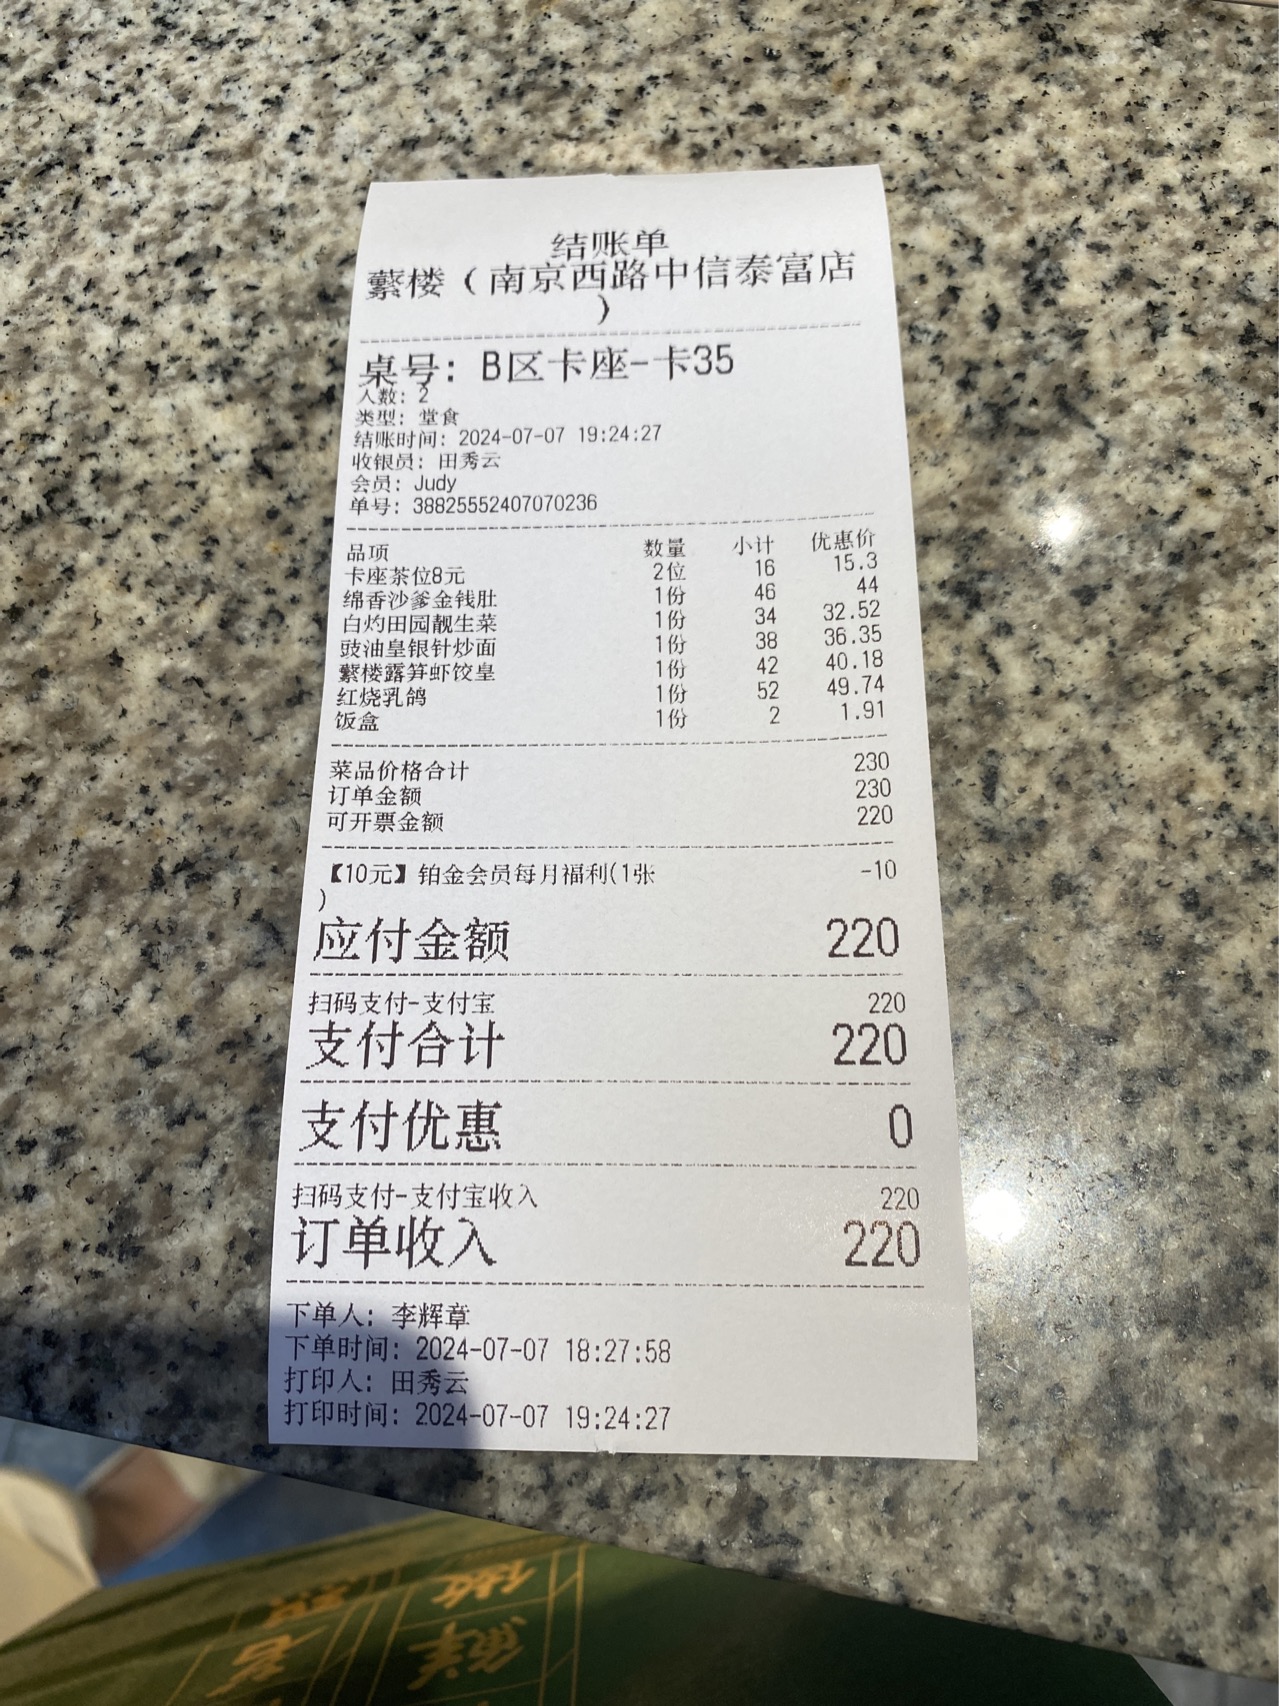 结账单
蘩楼（南京西路中信泰富店
）
桌号：B区卡座-卡35
人数：2
类型：堂食
结账时间：2024-07-07 19:24:27
收银员：田秀云
会员：Judy
单号：38825552407070236
品项 数量 小计 优惠价
卡座茶位8元 2位 16 15.3
绵香沙爹金钱肚 1份 46 44
白灼田园靓生菜 1份 34 32.52
豉油皇银针炒面 1份 38 36.35
蘩楼露笋虾饺皇 1份 42 40.18
红烧乳鸽 1份 52 49.74
饭盒 1份 2 1.91
菜品价格合计 230
订单金额 230
可开票金额 220
【10元】铂金会员每月福利(1张 -10
)
应付金额 220
扫码支付-支付宝 220
支付合计 220
支付优惠 0
扫码支付-支付宝收入 220
订单收入 220
下单人：李辉章
下单时间：2024-07-07 18:27:58
打印人：田秀云
打印时间：2024-07-07 19:24:27